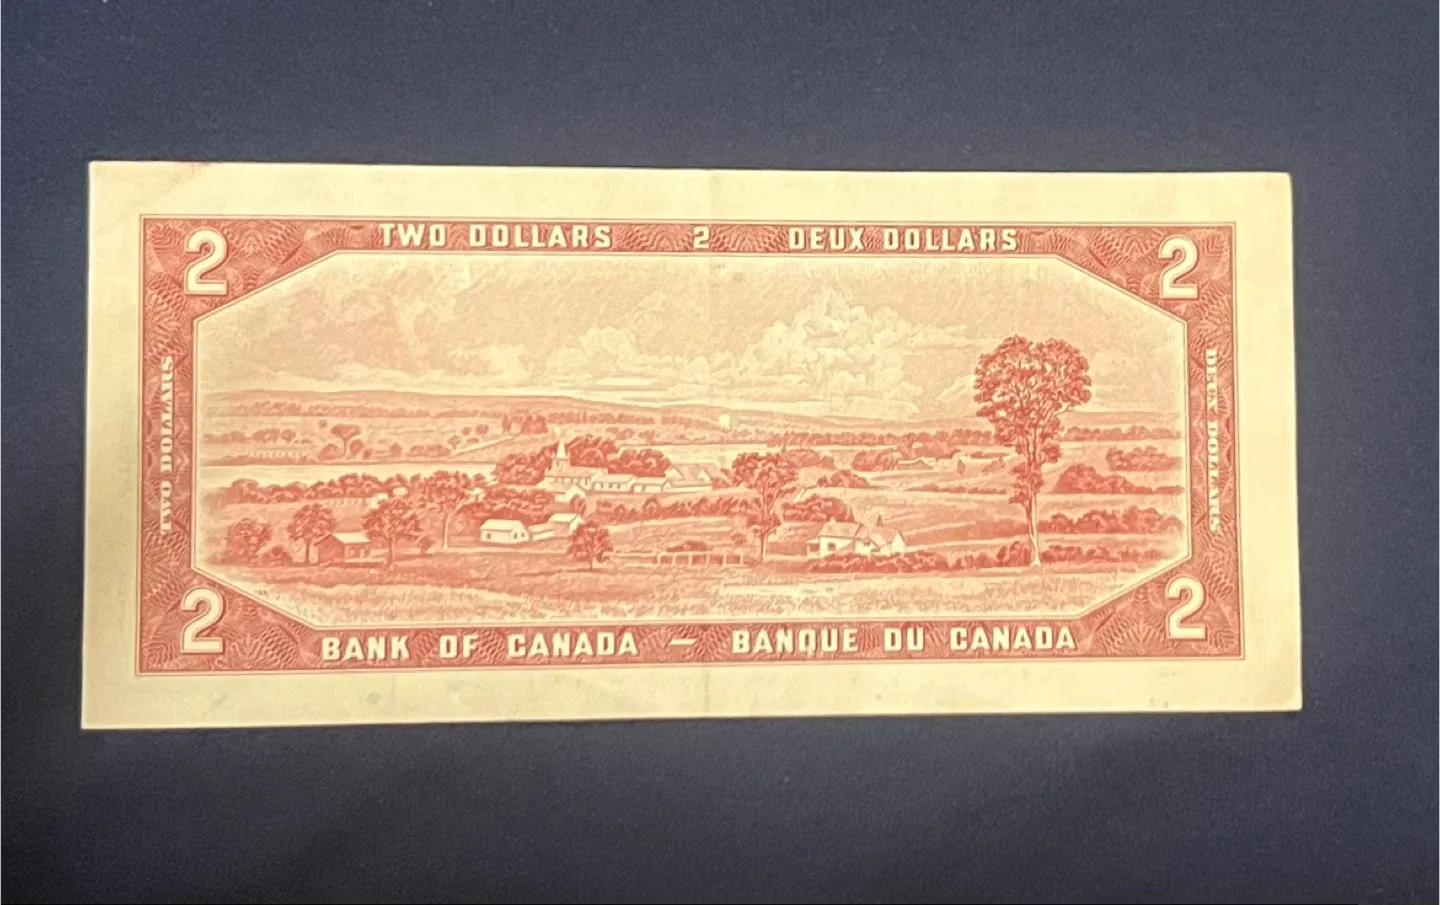 TWO DOLLARS 2 DEUX DOLLARS
2 2
TWO DOLLARS
DEUX DOLLARS
2 2
BANK OF CANADA — BANQUE DU CANADA